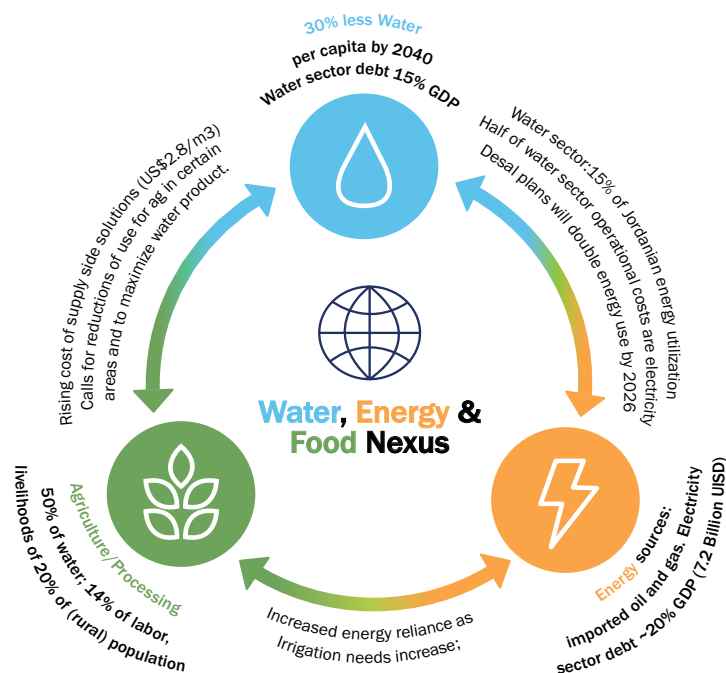 30% less Water
per capita by 2040
Water sector debt 15% GDP
Rising cost of supply side solutions (US$2.8/m3)
Calls for reductions of use for ag in certain
areas and to maximize water product.
Water sector:15% of Jordanian energy utilization
Half of water sector operational costs are electricity
Desal plans will double energy use by 2026
Water, Energy &
Food Nexus
Agriculture/Processing
50% of water; 14% of labor,
livelihoods of 20% of (rural) population
Increased energy reliance as
Irrigation needs increase;
Energy sources:
imported oil and gas. Electricity
sector debt ~20% GDP (7.2 Billion UISD)